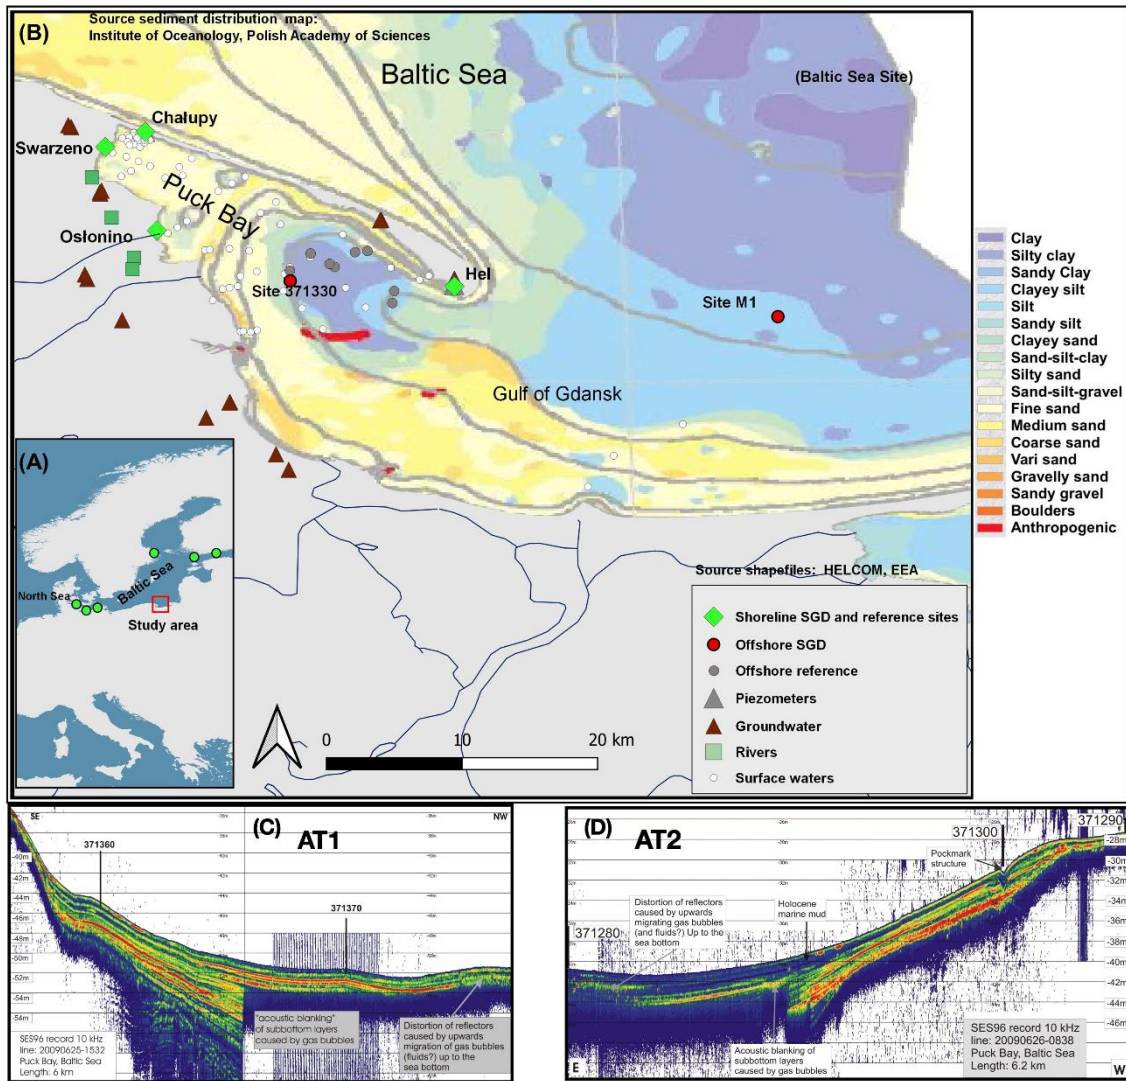 (B)
Source sediment distribution map:
Institute of Oceanology, Polish Academy of Sciences
Baltic Sea
(Baltic Sea Site)
Chałupy
Swarzeno
Puck Bay
Osłonino
Hel
Site 371330
Site M1
Gulf of Gdansk
Clay
Silty clay
Sandy Clay
Clayey silt
Silt
Sandy silt
Clayey sand
Sand-silt-clay
Silty sand
Sand-silt-gravel
Fine sand
Medium sand
Coarse sand
Vari sand
Gravelly sand
Sandy gravel
Boulders
Anthropogenic
(A)
North Sea
Baltic Sea
Study area
Source shapefiles: HELCOM, EEA
Shoreline SGD and reference sites
Offshore SGD
Offshore reference
Piezometers
Groundwater
Rivers
Surface waters
0 10 20 km
SE
(C)
AT1
NW
371360
371370
-40m
-42m
-44m
-46m
-48m
-50m
-52m
-54m
"acoustic blanking"
of subbottom layers
caused by gas bubbles
Distortion of reflectors
caused by upwards
migration of gas bubbles
(fluids?) up to the
sea bottom
SES96 record 10 kHz
line: 20090625-1532
Puck Bay, Baltic Sea
Length: 6 km
(D)
AT2
371290
371300
Pockmark
structure
Distortion of reflectors
caused by upwards
migrating gas bubbles
(and fluids?) Up to the
sea bottom
Holocene
marine mud
371280
-28m
-30m
-32m
-34m
-36m
-38m
-40m
-42m
-44m
-46m
Acoustic blanking of
subbottom layers
caused by gas bubbles
SES96 record 10 kHz
line: 20090626-0838
Puck Bay, Baltic Sea
Length: 6.2 km
E
W